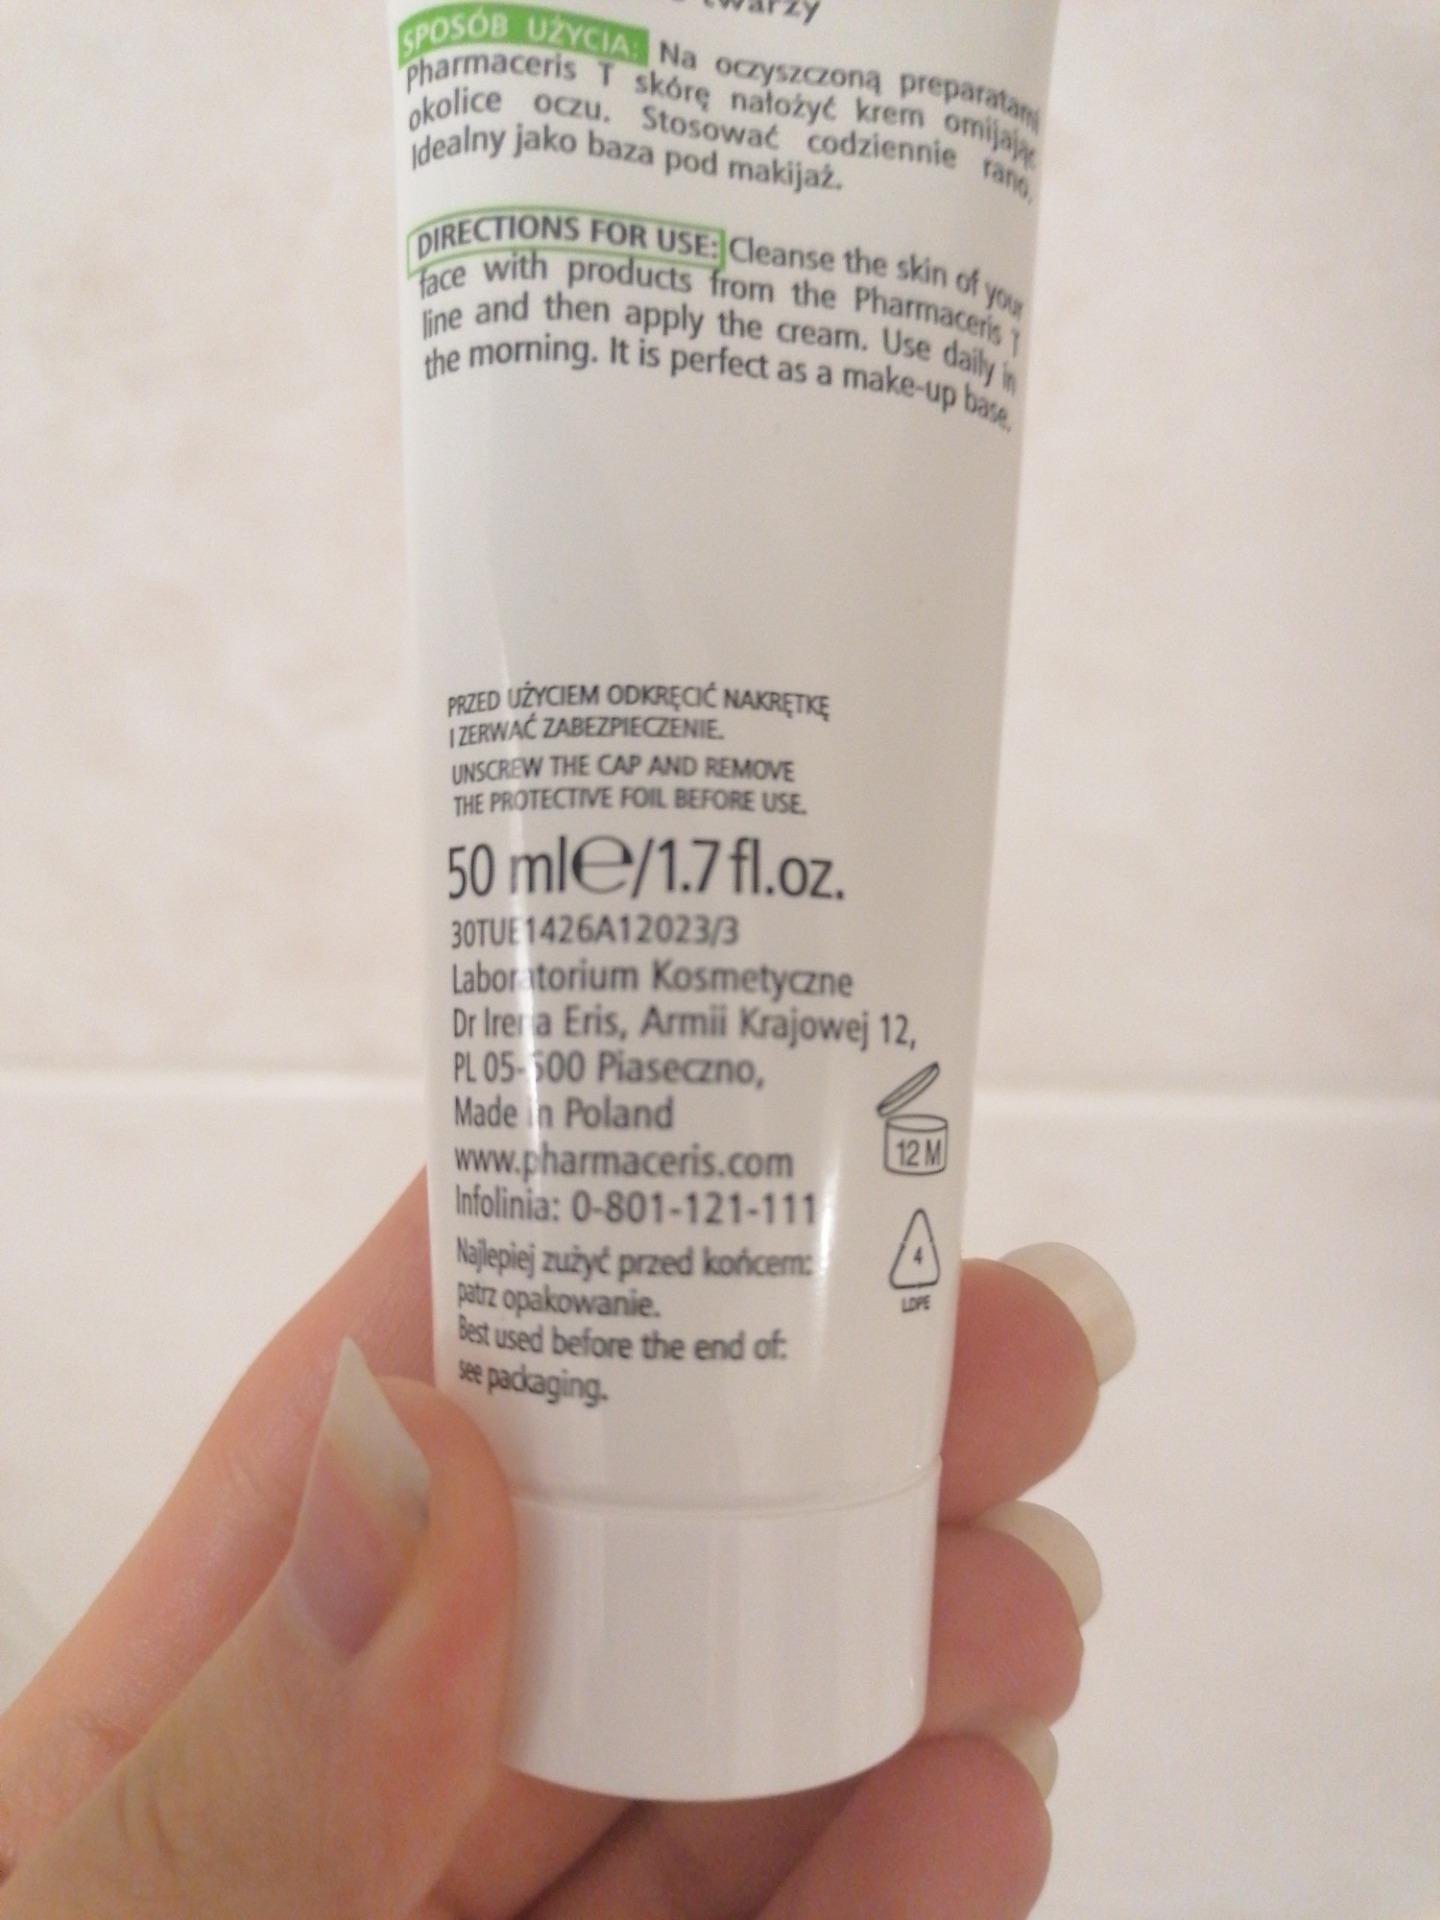 twarzy
SPOSÓB UŻYCIA: Na oczyszczoną preparatami
Pharmaceris T skórę nałożyć krem omijając
okolice oczu. Stosować codziennie rano.
Idealny jako baza pod makijaż.
DIRECTIONS FOR USE: Cleanse the skin of your
face with products from the Pharmaceris T
line and then apply the cream. Use daily in
the morning. It is perfect as a make-up base.
PRZED UŻYCIEM ODKRĘCIĆ NAKRĘTKĘ
I ZERWAĆ ZABEZPIECZENIE.
UNSCREW THE CAP AND REMOVE
THE PROTECTIVE FOIL BEFORE USE.
50 ml℮/1.7 fl.oz.
30TUE1426A12023/3
Laboratorium Kosmetyczne
Dr Irena Eris, Armii Krajowej 12,
PL 05-500 Piaseczno,
Made in Poland
www.pharmaceris.com
Infolinia: 0-801-121-111
Najlepiej zużyć przed końcem:
patrz opakowanie.
Best used before the end of:
see packaging.
12 M
4
LDPE